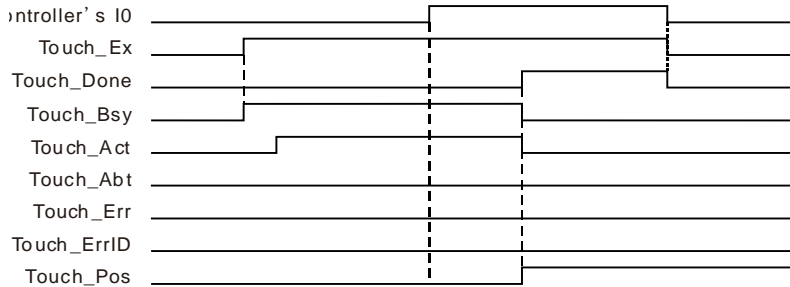 ontroller's I0
Touch_Ex
Touch_Done
Touch_Bsy
Touch_Act
Touch_Abt
Touch_Err
Touch_ErrID
Touch_Pos